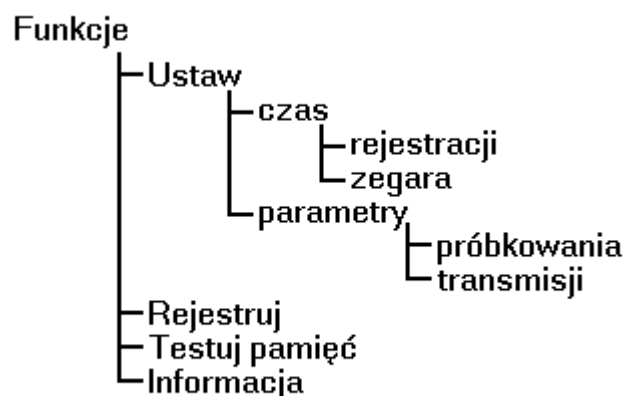 Funkcje
Ustaw
czas
rejestracji
zegara
parametry
próbkowania
transmisji
Rejestruj
Testuj pamięć
Informacja